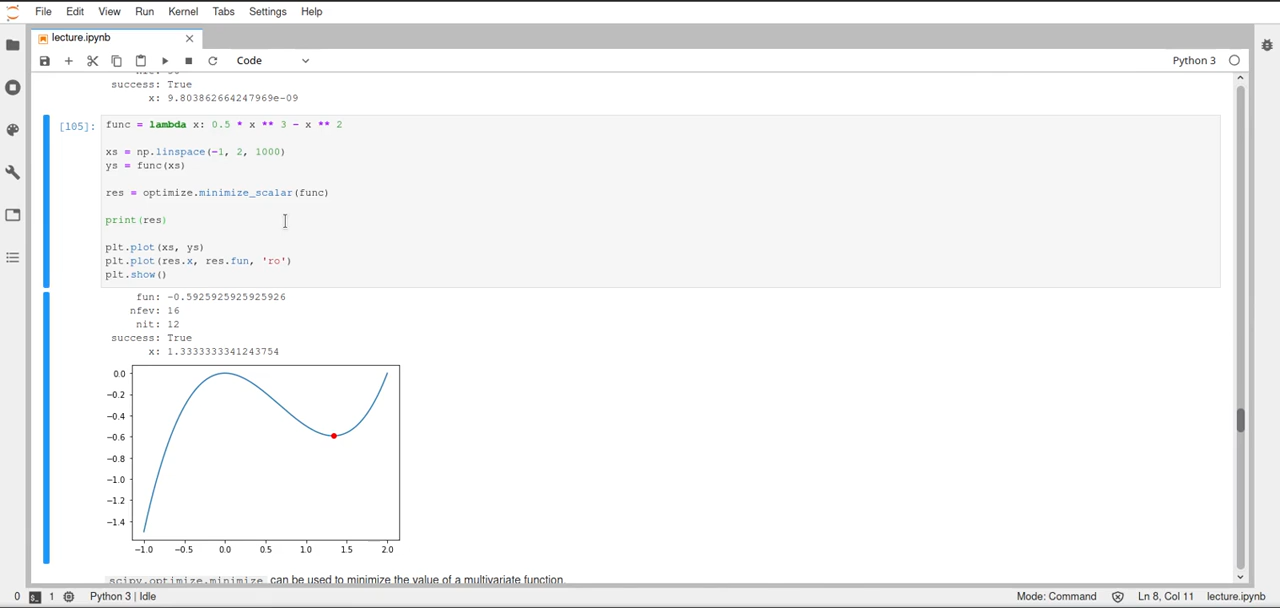 File Edit View Run Kernel Tabs Settings Help
lecture.ipynb
Code
Python 3
success: True
x: 9.803862664247969e-09
[105]:
func = lambda x: 0.5 * x ** 3 - x ** 2
xs = np.linspace(-1, 2, 1000)
ys = func(xs)
res = optimize.minimize_scalar(func)
print(res)
plt.plot(xs, ys)
plt.plot(res.x, res.fun, 'ro')
plt.show()
fun: -0.5925925925925926
nfev: 16
nit: 12
success: True
x: 1.3333333341243754
0.0
−0.2
−0.4
−0.6
−0.8
−1.0
−1.2
−1.4
−1.0 −0.5 0.0 0.5 1.0 1.5 2.0
scipy.optimize.minimize can be used to minimize the value of a multivariate function
0 1 Python 3 | Idle Mode: Command Ln 8, Col 11 lecture.ipynb